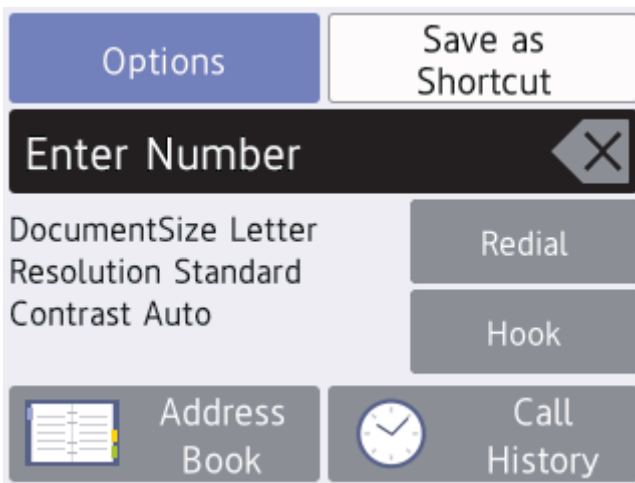 Options
Save as
Shortcut
Enter Number
DocumentSize Letter
Resolution Standard
Contrast Auto
Redial
Hook
Address
Book
Call
History